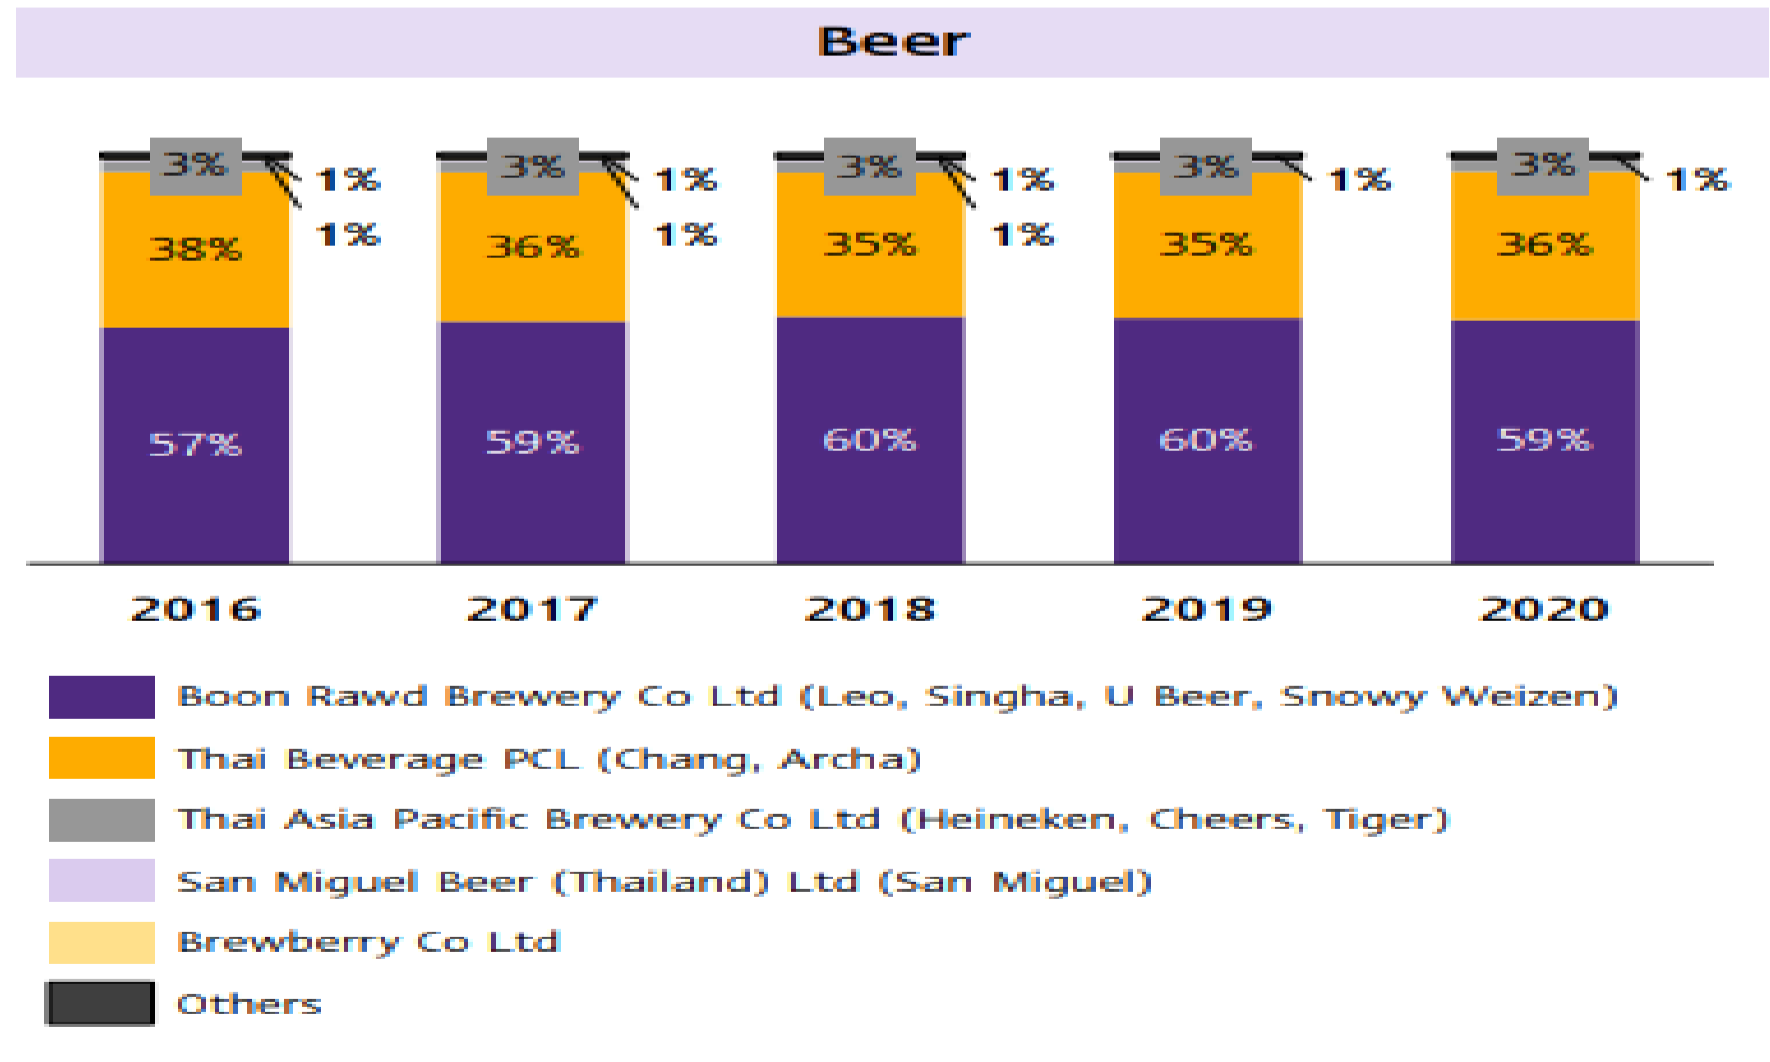 Beer
3% 3% 3% 3% 3%
1% 1% 1% 1% 1%
1% 1% 1%
38% 36% 35% 35% 36%
57% 59% 60% 60% 59%
2016 2017 2018 2019 2020
Boon Rawd Brewery Co Ltd (Leo, Singha, U Beer, Snowy Weizen)
Thai Beverage PCL (Chang, Archa)
Thai Asia Pacific Brewery Co Ltd (Heineken, Cheers, Tiger)
San Miguel Beer (Thailand) Ltd (San Miguel)
Brewberry Co Ltd
Others